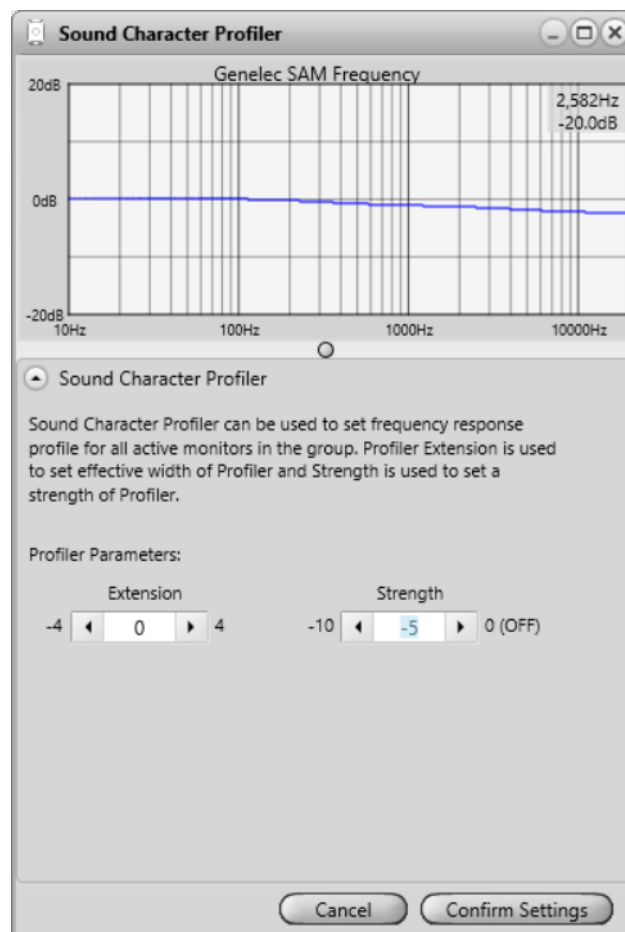 Sound Character Profiler
Genelec SAM Frequency
20dB
2,582Hz
-20.0dB
0dB
-20dB
10Hz 100Hz 1000Hz 10000Hz
Sound Character Profiler
Sound Character Profiler can be used to set frequency response
profile for all active monitors in the group. Profiler Extension is used
to set effective width of Profiler and Strength is used to set a
strength of Profiler.
Profiler Parameters:
Extension Strength
-4 0 4 -10 -5 0 (OFF)
Cancel Confirm Settings